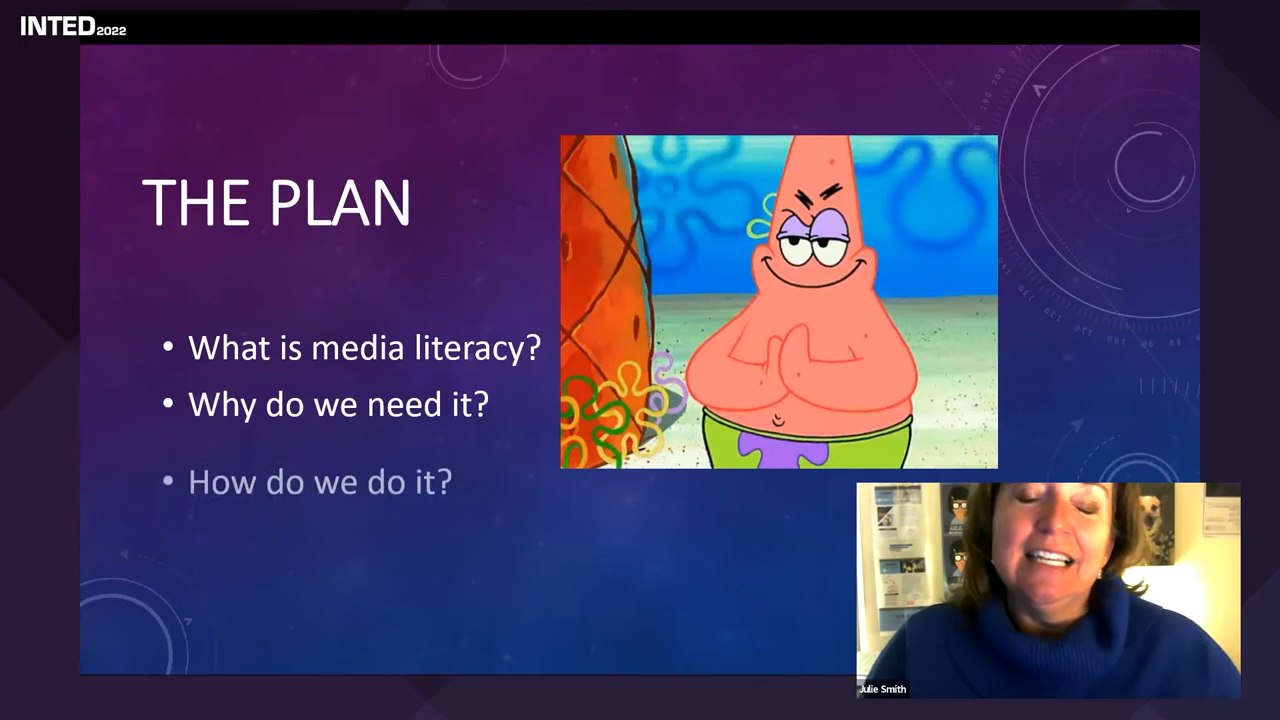 INTED2022
THE PLAN
• What is media literacy?
• Why do we need it?
• How do we do it?
Julie Smith